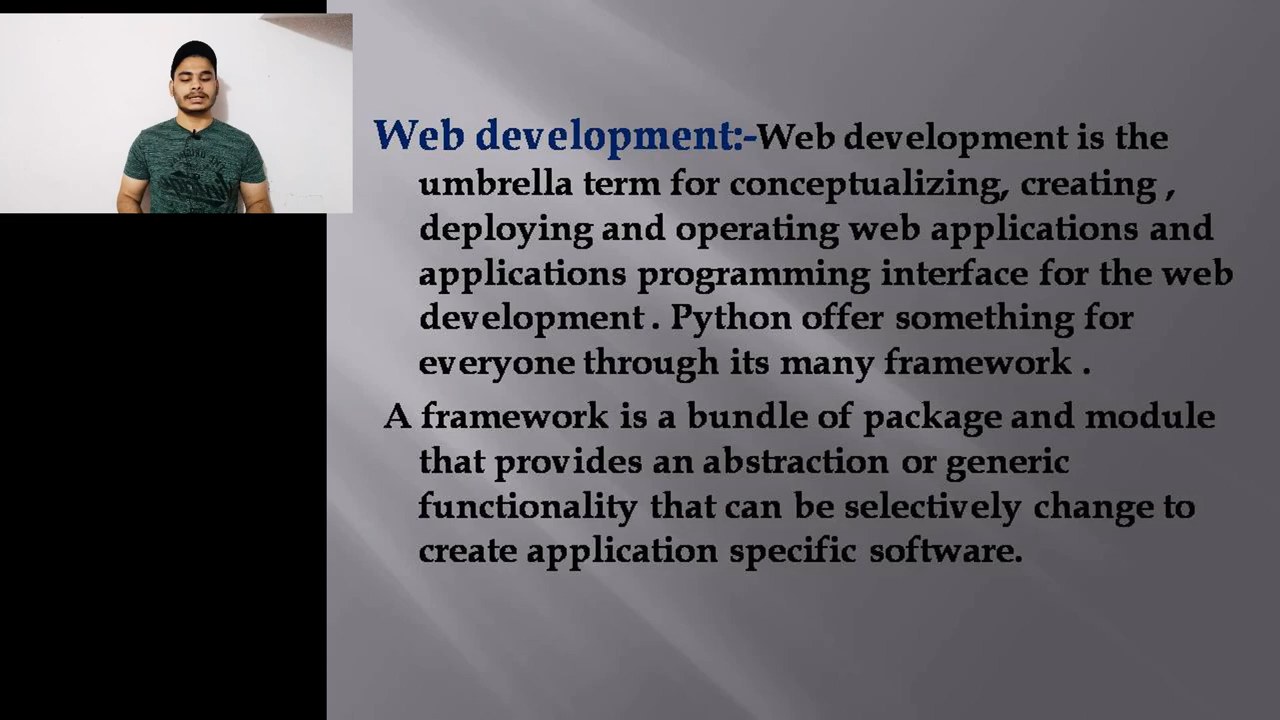 Web development:-Web development is the
umbrella term for conceptualizing, creating ,
deploying and operating web applications and
applications programming interface for the web
development . Python offer something for
everyone through its many framework .
A framework is a bundle of package and module
that provides an abstraction or generic
functionality that can be selectively change to
create application specific software.